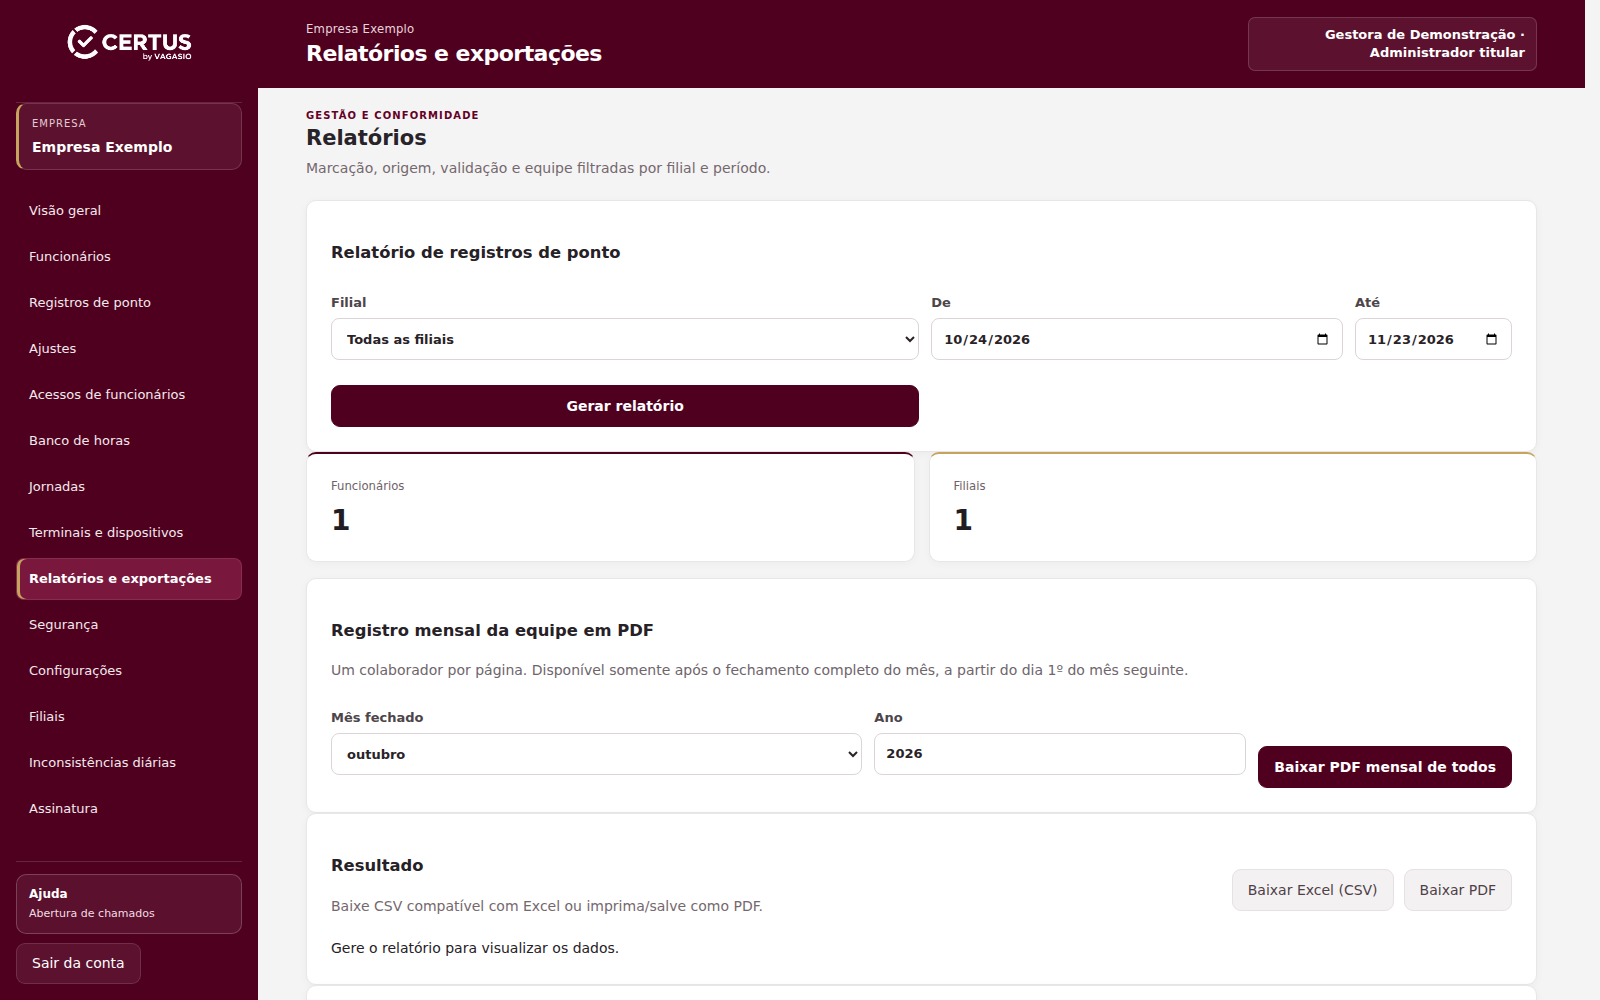 CERTUS
by VAGASIO
Empresa Exemplo
Relatórios e exportações
Gestora de Demonstração ·
Administrador titular
EMPRESA
Empresa Exemplo
Visão geral
Funcionários
Registros de ponto
Ajustes
Acessos de funcionários
Banco de horas
Jornadas
Terminais e dispositivos
Relatórios e exportações
Segurança
Configurações
Filiais
Inconsistências diárias
Assinatura
Ajuda
Abertura de chamados
Sair da conta
GESTÃO E CONFORMIDADE
Relatórios
Marcação, origem, validação e equipe filtradas por filial e período.
Relatório de registros de ponto
Filial
De
Até
Todas as filiais
10/24/2026
11/23/2026
Gerar relatório
Funcionários
1
Filiais
1
Registro mensal da equipe em PDF
Um colaborador por página. Disponível somente após o fechamento completo do mês, a partir do dia 1º do mês seguinte.
Mês fechado
Ano
outubro
2026
Baixar PDF mensal de todos
Resultado
Baixe CSV compatível com Excel ou imprima/salve como PDF.
Baixar Excel (CSV)
Baixar PDF
Gere o relatório para visualizar os dados.